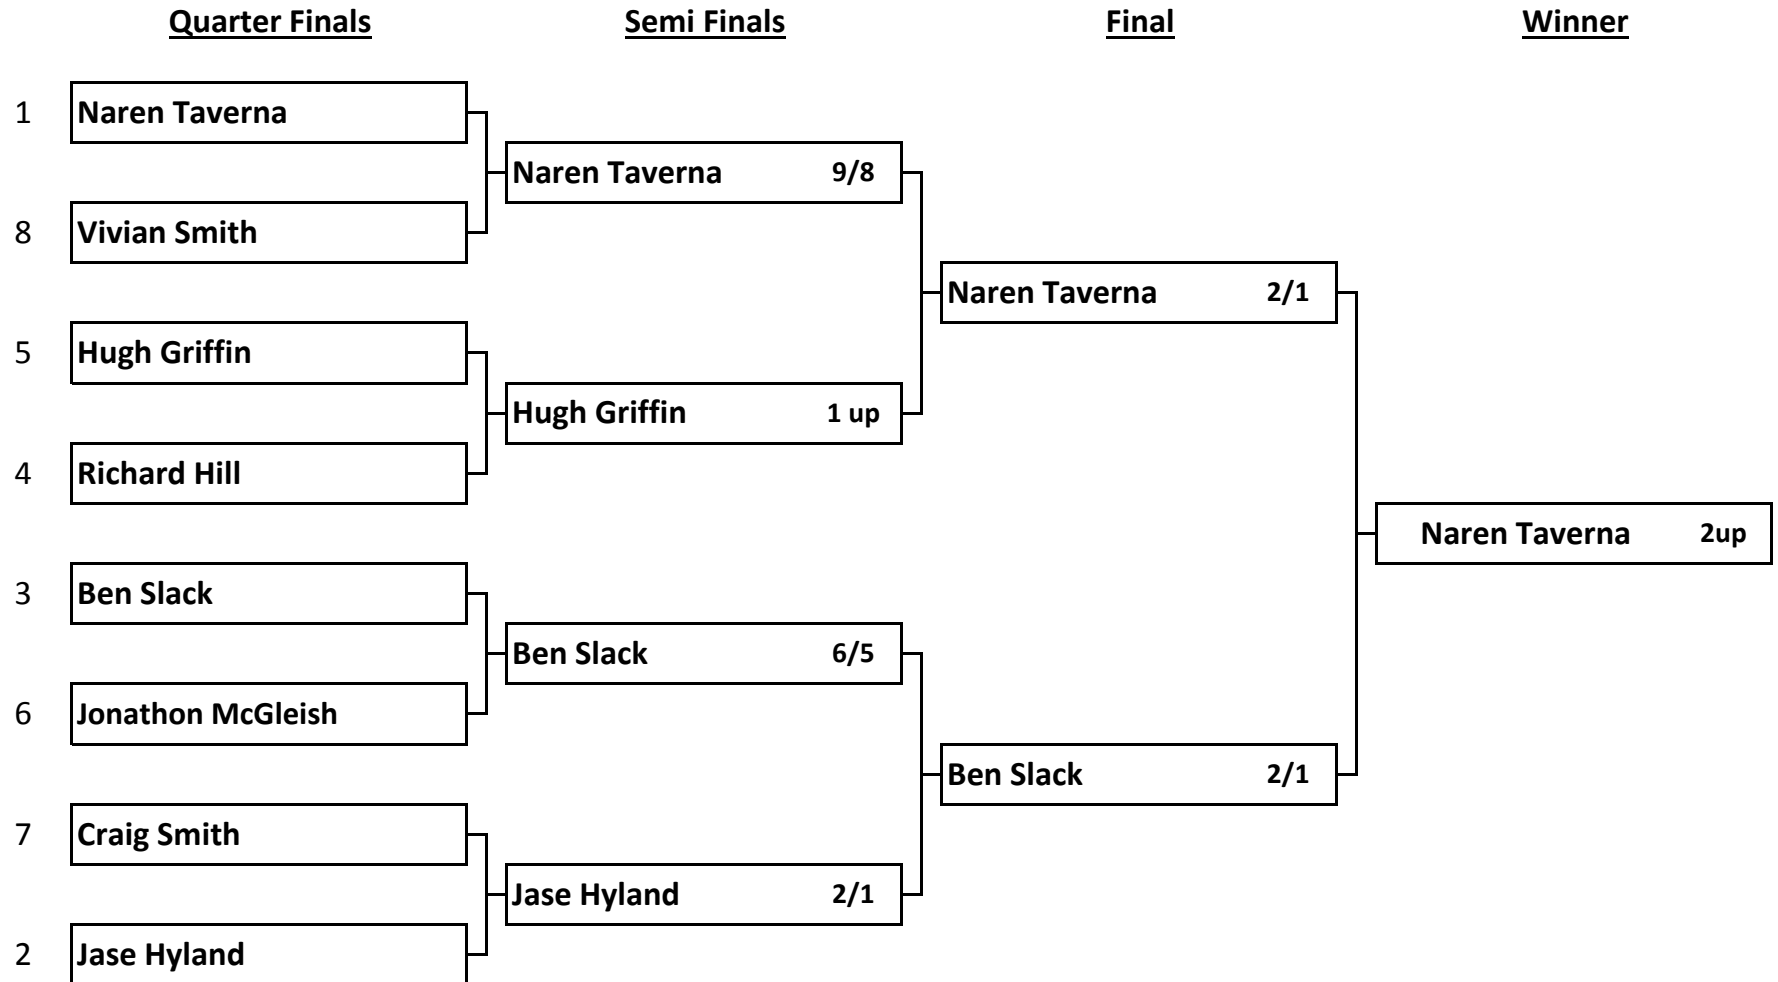 Quarter Finals Semi Finals Final Winner
1 Naren Taverna
Naren Taverna 9/8
8 Vivian Smith
Naren Taverna 2/1
5 Hugh Griffin
Hugh Griffin 1 up
4 Richard Hill
Naren Taverna 2up
3 Ben Slack
Ben Slack 6/5
6 Jonathon McGleish
Ben Slack 2/1
7 Craig Smith
Jase Hyland 2/1
2 Jase Hyland